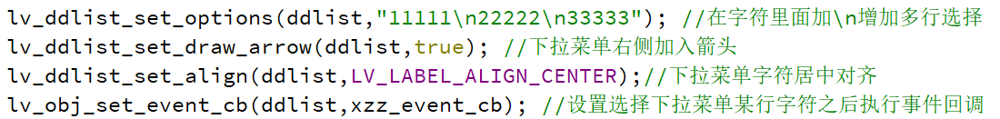 lv_ddlist_set_options(ddlist,"11111\n22222\n33333"); //在字符里面加\n增加多行选择
lv_ddlist_set_draw_arrow(ddlist,true); //下拉菜单右侧加入箭头
lv_ddlist_set_align(ddlist,LV_LABEL_ALIGN_CENTER);//下拉菜单字符居中对齐
lv_obj_set_event_cb(ddlist,xzz_event_cb); //设置选择下拉菜单某行字符之后执行事件回调